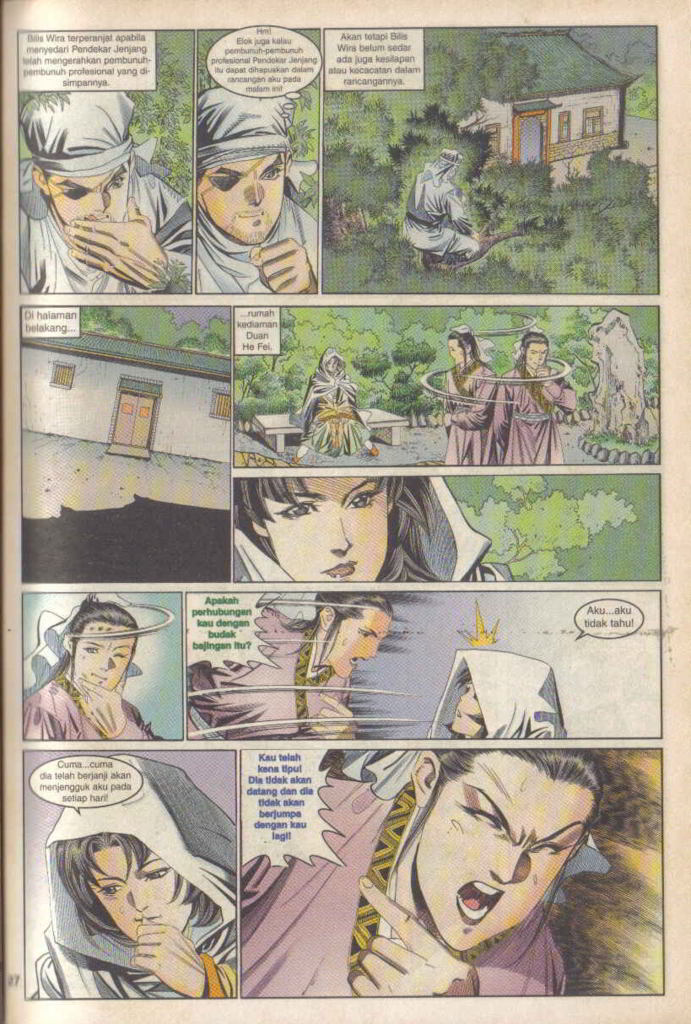 Bilis Wira terperanjat apabila
menyedari Pendekar Jenjang
telah mengerahkan pembunuh-
pembunuh profesional yang di-
simpannya.
Hm!
Elok juga kalau
pembunuh-pembunuh
profesional Pendekar Jenjang
itu dapat dihapuskan dalam
rancangan aku pada
malam ini!
Akan tetapi Bilis
Wira belum sedar
ada juga kesilapan
atau kecacatan dalam
rancangannya.
Di halaman
belakang...
...rumah
kediaman
Duan
He Fei.
Apakah
perhubungan
kau dengan
budak
bajingan itu?
Aku...aku
tidak tahu!
Cuma...cuma
dia telah berjanji akan
menjengguk aku pada
setiap hari!
Kau telah
kena tipu!
Dia tidak akan
datang dan dia
tidak akan
berjumpa
dengan kau
lagi!